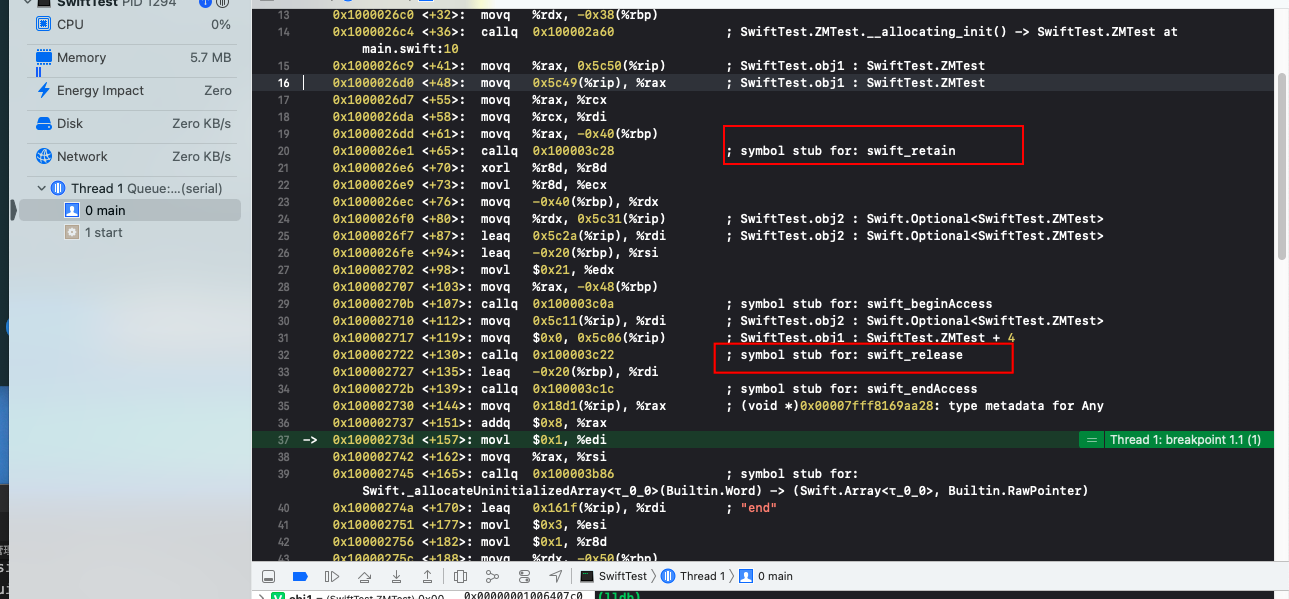 SwiftTest PID 1294
CPU 0%
Memory 5.7 MB
Energy Impact Zero
Disk Zero KB/s
Network Zero KB/s
Thread 1 Queue:...(serial)
0 main
1 start
13 0x1000026c0 <+32>: movq %rdx, -0x38(%rbp)
14 0x1000026c4 <+36>: callq 0x100002a60 ; SwiftTest.ZMTest.__allocating_init() -> SwiftTest.ZMTest at
main.swift:10
15 0x1000026c9 <+41>: movq %rax, 0x5c50(%rip) ; SwiftTest.obj1 : SwiftTest.ZMTest
16 0x1000026d0 <+48>: movq 0x5c49(%rip), %rax ; SwiftTest.obj1 : SwiftTest.ZMTest
17 0x1000026d7 <+55>: movq %rax, %rcx
18 0x1000026da <+58>: movq %rcx, %rdi
19 0x1000026dd <+61>: movq %rax, -0x40(%rbp)
20 0x1000026e1 <+65>: callq 0x100003c28 ; symbol stub for: swift_retain
21 0x1000026e6 <+70>: xorl %r8d, %r8d
22 0x1000026e9 <+73>: movl %r8d, %ecx
23 0x1000026ec <+76>: movq -0x40(%rbp), %rdx
24 0x1000026f0 <+80>: movq %rdx, 0x5c31(%rip) ; SwiftTest.obj2 : Swift.Optional<SwiftTest.ZMTest>
25 0x1000026f7 <+87>: leaq 0x5c2a(%rip), %rdi ; SwiftTest.obj2 : Swift.Optional<SwiftTest.ZMTest>
26 0x1000026fe <+94>: leaq -0x20(%rbp), %rsi
27 0x100002702 <+98>: movl $0x21, %edx
28 0x100002707 <+103>: movq %rax, -0x48(%rbp)
29 0x10000270b <+107>: callq 0x100003c0a ; symbol stub for: swift_beginAccess
30 0x100002710 <+112>: movq 0x5c11(%rip), %rdi ; SwiftTest.obj2 : Swift.Optional<SwiftTest.ZMTest>
31 0x100002717 <+119>: movq $0x0, 0x5c06(%rip) ; SwiftTest.obj1 : SwiftTest.ZMTest + 4
32 0x100002722 <+130>: callq 0x100003c22 ; symbol stub for: swift_release
33 0x100002727 <+135>: leaq -0x20(%rbp), %rdi
34 0x10000272b <+139>: callq 0x100003c1c ; symbol stub for: swift_endAccess
35 0x100002730 <+144>: movq 0x18d1(%rip), %rax ; (void *)0x00007fff8169aa28: type metadata for Any
36 0x100002737 <+151>: addq $0x8, %rax
37 -> 0x10000273d <+157>: movl $0x1, %edi = Thread 1: breakpoint 1.1 (1)
38 0x100002742 <+162>: movq %rax, %rsi
39 0x100002745 <+165>: callq 0x100003b86 ; symbol stub for:
Swift._allocateUninitializedArray<τ_0_0>(Builtin.Word) -> (Swift.Array<τ_0_0>, Builtin.RawPointer)
40 0x10000274a <+170>: leaq 0x161f(%rip), %rdi ; "end"
41 0x100002751 <+177>: movl $0x3, %esi
42 0x100002756 <+182>: movl $0x1, %r8d
43 0x10000275c <+188>: movq %rdx, -0x50(%rbp)
SwiftTest 〉 Thread 1 〉 0 main
obj1 = (SwiftTest.ZMTest) 0x00... 0x00000001006407c0 (lldb)